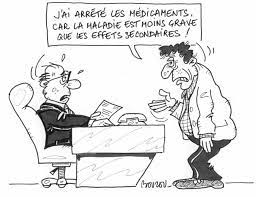 J'AI ARRÊTÉ LES MÉDICAMENTS,
CAR LA MALADIE EST MOINS GRAVE
QUE LES EFFETS SECONDAIRES !